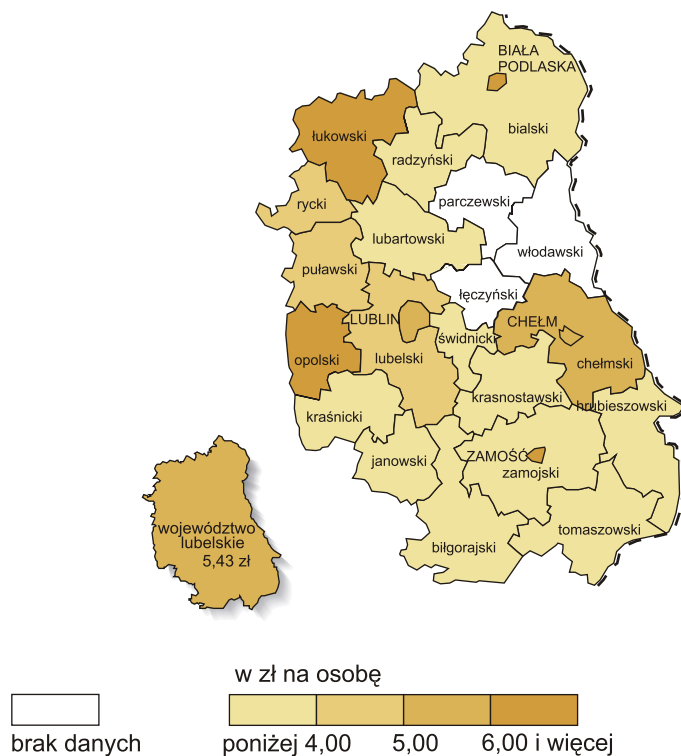 BIAŁA
PODLASKA
bialski
łukowski
radzyński
rycki
parczewski
lubartowski
włodawski
puławski
łęczyński
LUBLIN
świdnicki
CHEŁM
opolski
lubelski
chełmski
krasnostawski
hrubieszowski
kraśnicki
janowski
ZAMOŚĆ
zamojski
tomaszowski
biłgorajski
województwo
lubelskie
5,43 zł
w zł na osobę
brak danych
poniżej 4,00 5,00 6,00 i więcej